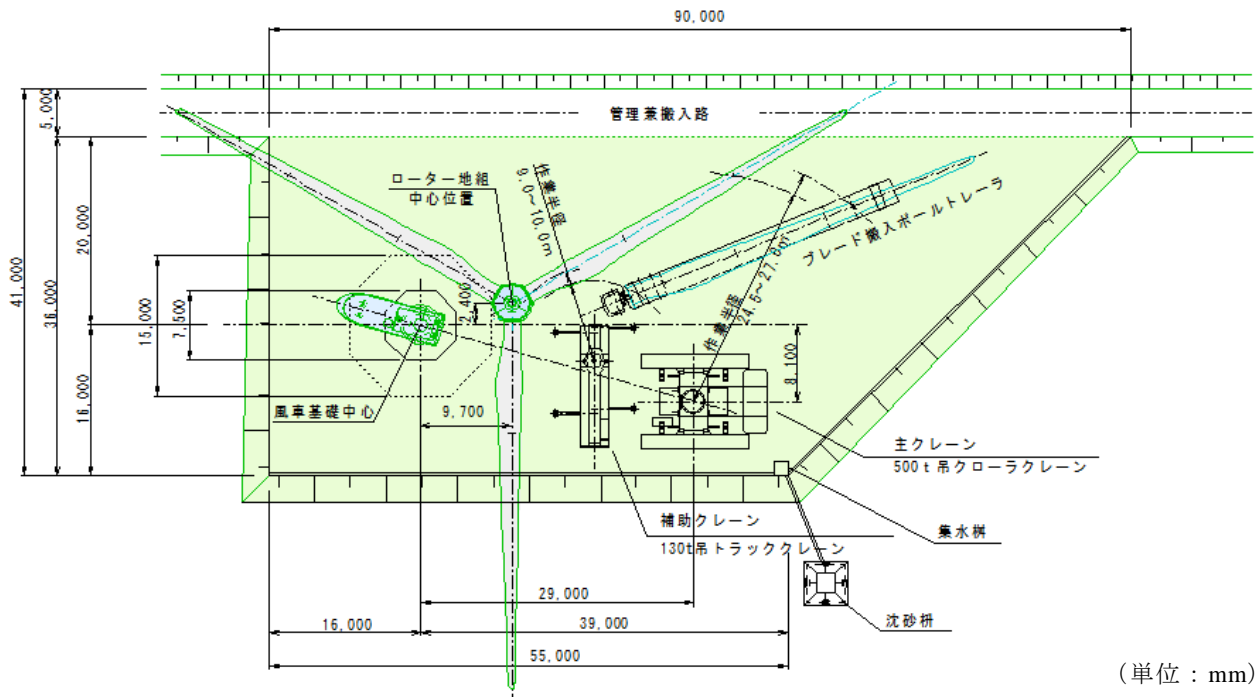 90,000
5,000
管理兼搬入路
ローター地組
中心位置
作業半径
9.0～10.0m
ブレード搬入ポールトレーラ
作業半径
24.5～27.0m
20,000
41,000
36,000
15,000
7,500
2,400
8,100
16,000
風車基礎中心
9,700
主クレーン
500ｔ吊クローラクレーン
補助クレーン
130t吊トラッククレーン
集水桝
29,000
16,000
39,000
沈砂枡
55,000
(単位：mm)